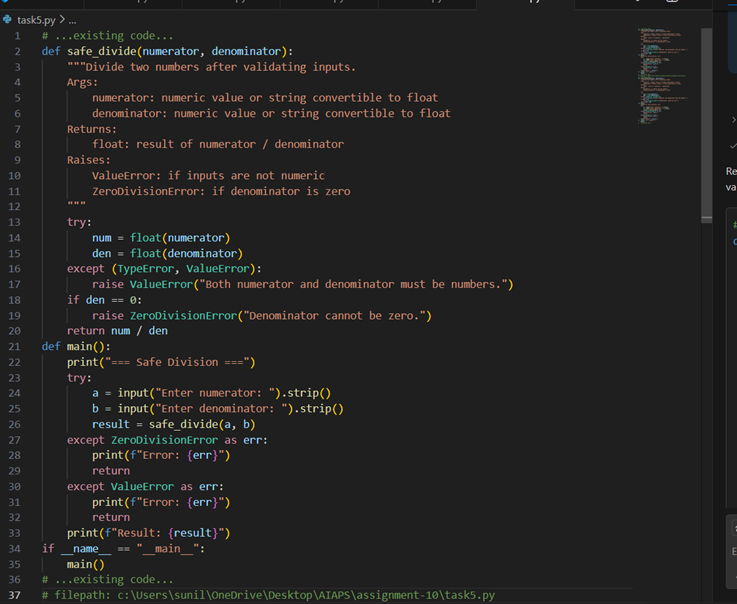 task5.py > ...
1 # ...existing code...
2 def safe_divide(numerator, denominator):
3     """Divide two numbers after validating inputs.
4     Args:
5         numerator: numeric value or string convertible to float
6         denominator: numeric value or string convertible to float
7     Returns:
8         float: result of numerator / denominator
9     Raises:
10         ValueError: if inputs are not numeric
11         ZeroDivisionError: if denominator is zero
12     """
13     try:
14         num = float(numerator)
15         den = float(denominator)
16     except (TypeError, ValueError):
17         raise ValueError("Both numerator and denominator must be numbers.")
18     if den == 0:
19         raise ZeroDivisionError("Denominator cannot be zero.")
20     return num / den
21 def main():
22     print("=== Safe Division ===")
23     try:
24         a = input("Enter numerator: ").strip()
25         b = input("Enter denominator: ").strip()
26         result = safe_divide(a, b)
27     except ZeroDivisionError as err:
28         print(f"Error: {err}")
29         return
30     except ValueError as err:
31         print(f"Error: {err}")
32         return
33     print(f"Result: {result}")
34 if __name__ == "__main__":
35     main()
36 # ...existing code...
37 # filepath: c:\Users\sunil\OneDrive\Desktop\AIAPS\assignment-10\task5.py
Re
va